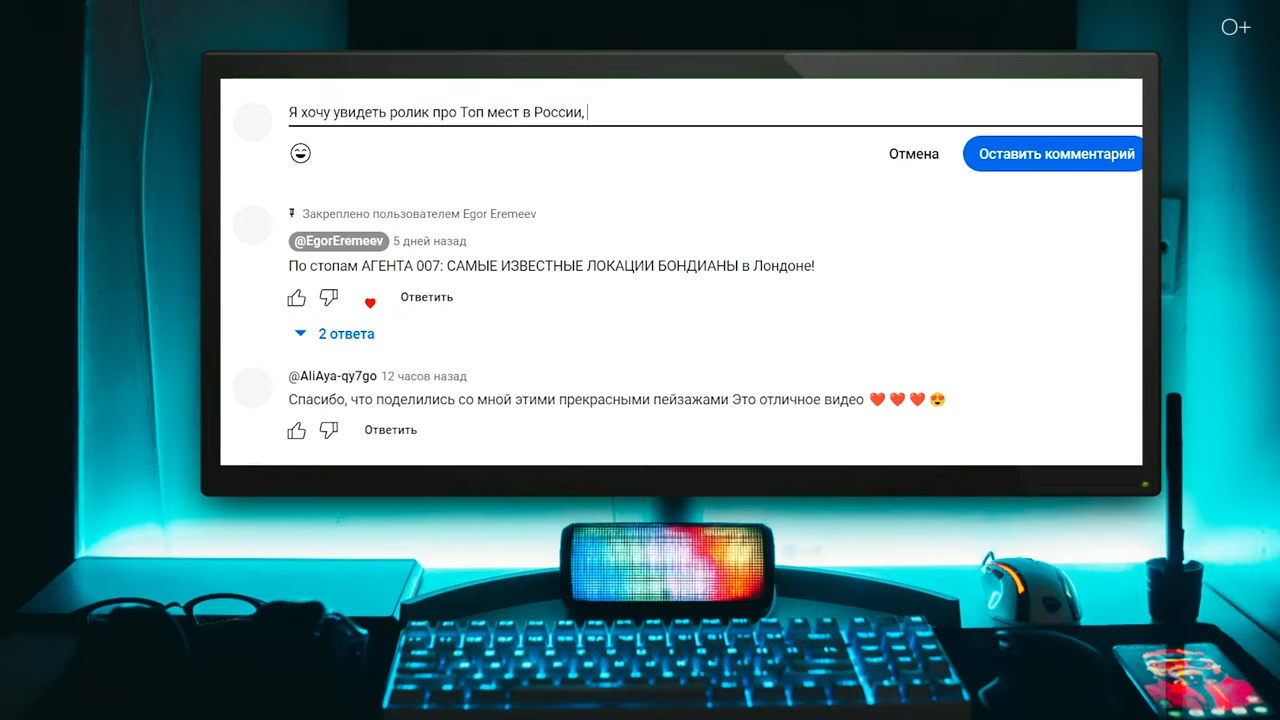 0+
Я хочу увидеть ролик про Топ мест в России,
Отмена
Оставить комментарий
Закреплено пользователем Egor Eremeev
@EgorEremeev 5 дней назад
По стопам АГЕНТА 007: САМЫЕ ИЗВЕСТНЫЕ ЛОКАЦИИ БОНДИАНЫ в Лондоне!
Ответить
2 ответа
@AliAya-qy7go 12 часов назад
Спасибо, что поделились со мной этими прекрасными пейзажами Это отличное видео ❤️ ❤️ ❤️ 😍
Ответить